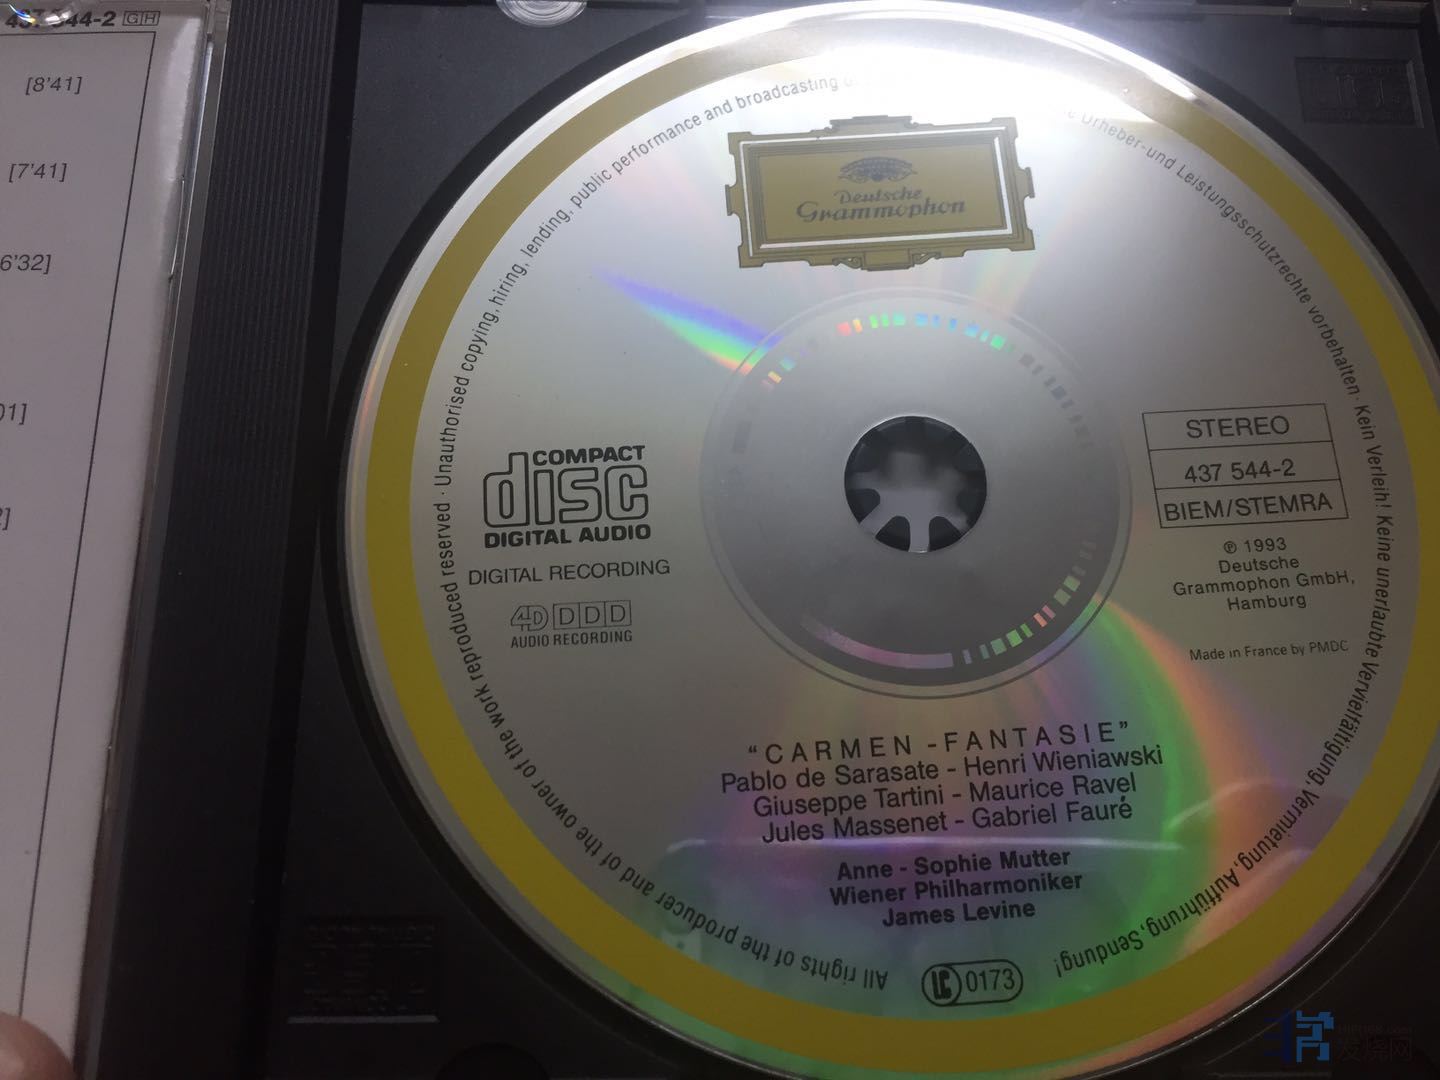 437 544-2 GH
[8'41]
[7'41]
6'32]
01]
2]
Deutsche
Grammophon
COMPACT
disc
DIGITAL AUDIO
DIGITAL RECORDING
4D DDD
AUDIO RECORDING
STEREO
437 544-2
BIEM/STEMRA
℗ 1993
Deutsche
Grammophon GmbH,
Hamburg
Made in France by PMDC
“CARMEN -FANTASIE”
Pablo de Sarasate - Henri Wieniawski
Giuseppe Tartini - Maurice Ravel
Jules Massenet - Gabriel Fauré
Anne - Sophie Mutter
Wiener Philharmoniker
James Levine
LC 0173
All rights of the producer and of the owner of the work reproduced reserved · Unauthorised copying, hiring, lending, public performance and broadcasting
Urheber-und Leistungsschutzrechte vorbehalten · Kein Verleih! Keine unerlaubte Vervielfältigung, Vermietung, Aufführung, Sendung!
发烧网